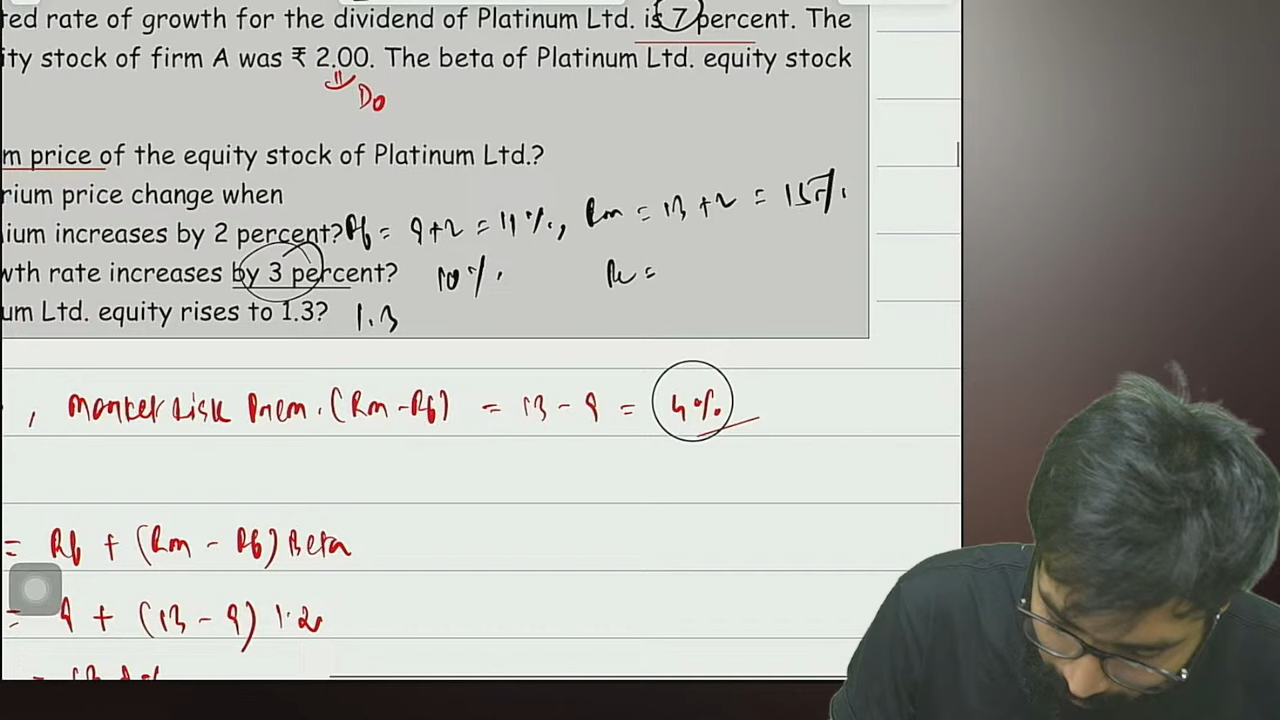 ted rate of growth for the dividend of Platinum Ltd. is 7 percent. The
ity stock of firm A was ₹ 2.00. The beta of Platinum Ltd. equity stock
D0
m price of the equity stock of Platinum Ltd.?
rium price change when
ium increases by 2 percent? Rf = 9+2 = 11%, Rm = 13+2 = 15%
wth rate increases by 3 percent? 10% Ke =
um Ltd. equity rises to 1.3? 1.3
, Market Risk Prem. (Rm-Rf) = 13 - 9 = 4%
= Rf + (Rm - Rf) Beta
= 9 + (13 - 9) 1.2